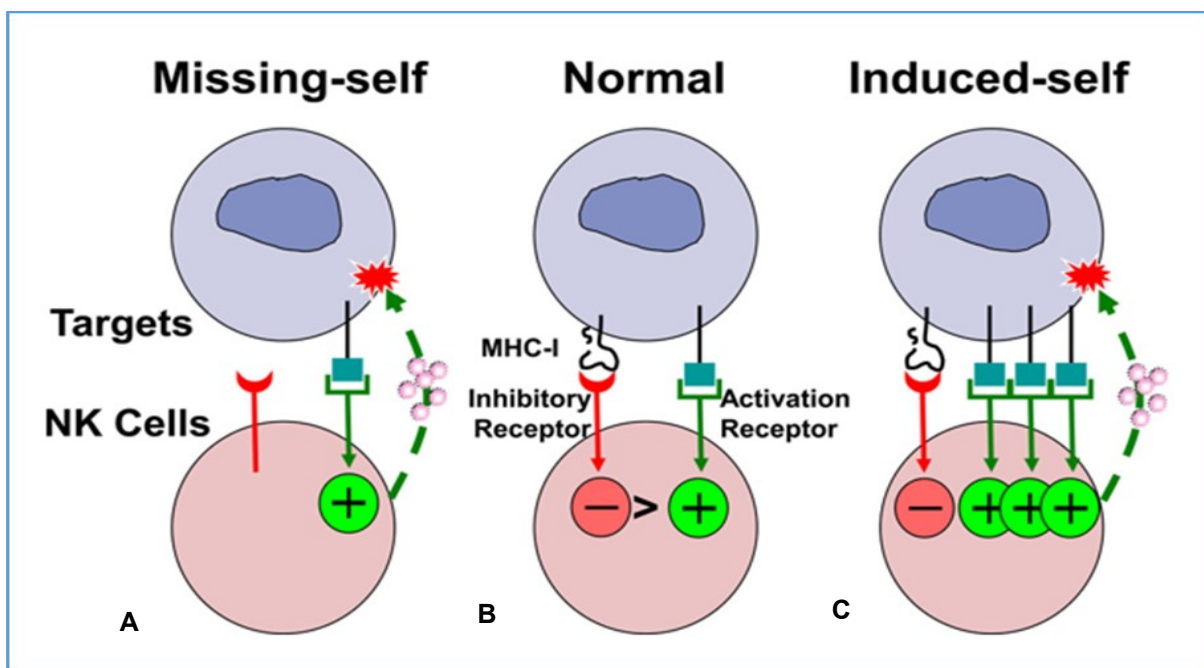 Missing-self
Normal
Induced-self
Targets
MHC-I
NK Cells
Inhibitory
Receptor
Activation
Receptor
+
− > +
− + + +
A
B
C